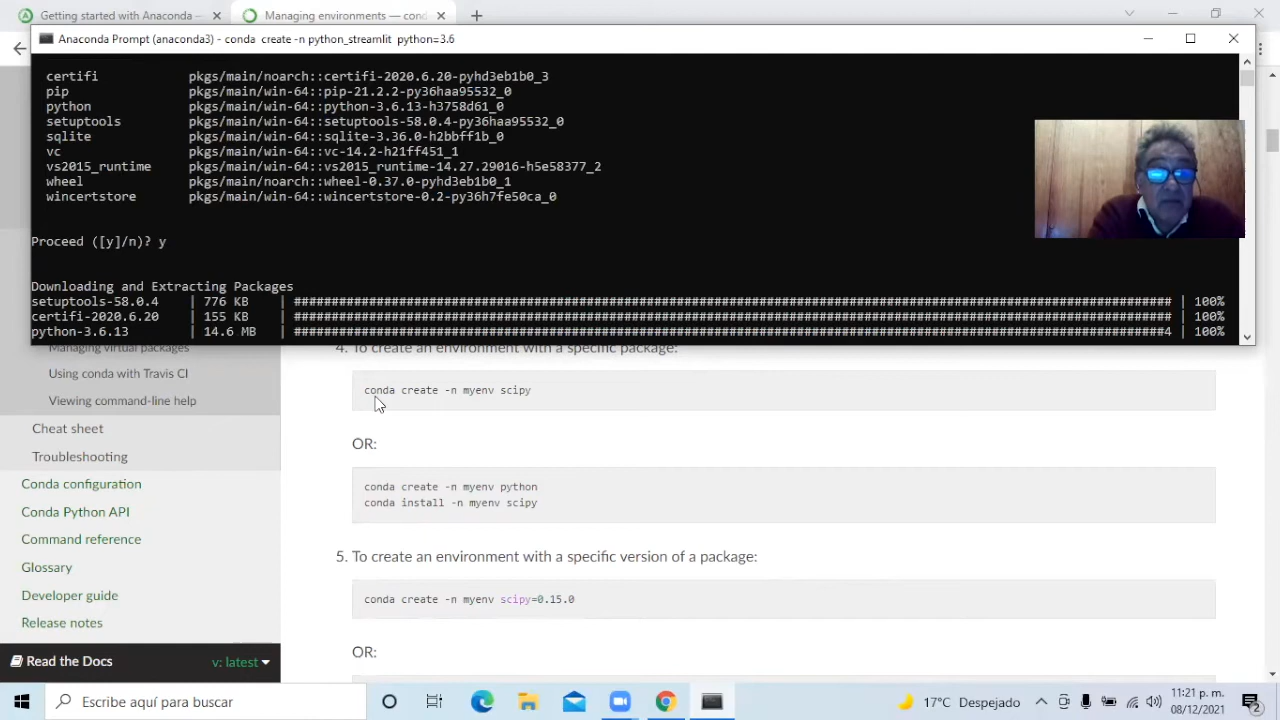 Getting started with Anaconda —
Managing environments — cond
Anaconda Prompt (anaconda3) - conda create -n python_streamlit python=3.6
certifi pkgs/main/noarch::certifi-2020.6.20-pyhd3eb1b0_3
pip pkgs/main/win-64::pip-21.2.2-py36haa95532_0
python pkgs/main/win-64::python-3.6.13-h3758d61_0
setuptools pkgs/main/win-64::setuptools-58.0.4-py36haa95532_0
sqlite pkgs/main/win-64::sqlite-3.36.0-h2bbff1b_0
vc pkgs/main/win-64::vc-14.2-h21ff451_1
vs2015_runtime pkgs/main/win-64::vs2015_runtime-14.27.29016-h5e58377_2
wheel pkgs/main/noarch::wheel-0.37.0-pyhd3eb1b0_1
wincertstore pkgs/main/win-64::wincertstore-0.2-py36h7fe50ca_0
Proceed ([y]/n)? y
Downloading and Extracting Packages
setuptools-58.0.4 | 776 KB | ##################################################################################################################### | 100%
certifi-2020.6.20 | 155 KB | ##################################################################################################################### | 100%
python-3.6.13 | 14.6 MB | ####################################################################################################################4 | 100%
Managing virtual packages
Using conda with Travis CI
Viewing command-line help
Cheat sheet
Troubleshooting
Conda configuration
Conda Python API
Command reference
Glossary
Developer guide
Release notes
Read the Docs v: latest
4. To create an environment with a specific package:
conda create -n myenv scipy
OR:
conda create -n myenv python
conda install -n myenv scipy
5. To create an environment with a specific version of a package:
conda create -n myenv scipy=0.15.0
OR:
Escribe aquí para buscar
17°C Despejado
11:21 p. m.
08/12/2021
2